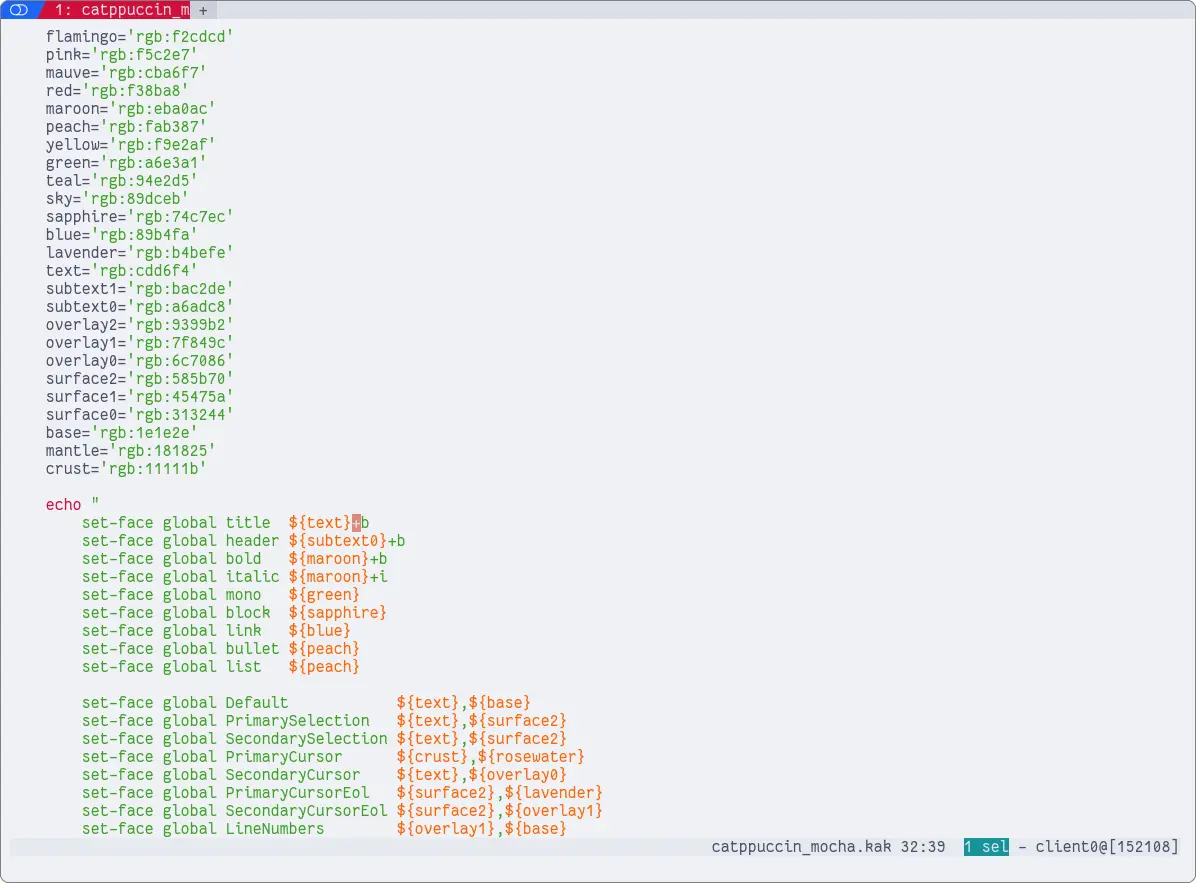 1: catppuccin_m +
flamingo='rgb:f2cdcd'
pink='rgb:f5c2e7'
mauve='rgb:cba6f7'
red='rgb:f38ba8'
maroon='rgb:eba0ac'
peach='rgb:fab387'
yellow='rgb:f9e2af'
green='rgb:a6e3a1'
teal='rgb:94e2d5'
sky='rgb:89dceb'
sapphire='rgb:74c7ec'
blue='rgb:89b4fa'
lavender='rgb:b4befe'
text='rgb:cdd6f4'
subtext1='rgb:bac2de'
subtext0='rgb:a6adc8'
overlay2='rgb:9399b2'
overlay1='rgb:7f849c'
overlay0='rgb:6c7086'
surface2='rgb:585b70'
surface1='rgb:45475a'
surface0='rgb:313244'
base='rgb:1e1e2e'
mantle='rgb:181825'
crust='rgb:11111b'
echo "
set-face global title ${text}+b
set-face global header ${subtext0}+b
set-face global bold ${maroon}+b
set-face global italic ${maroon}+i
set-face global mono ${green}
set-face global block ${sapphire}
set-face global link ${blue}
set-face global bullet ${peach}
set-face global list ${peach}
set-face global Default ${text},${base}
set-face global PrimarySelection ${text},${surface2}
set-face global SecondarySelection ${text},${surface2}
set-face global PrimaryCursor ${crust},${rosewater}
set-face global SecondaryCursor ${text},${overlay0}
set-face global PrimaryCursorEol ${surface2},${lavender}
set-face global SecondaryCursorEol ${surface2},${overlay1}
set-face global LineNumbers ${overlay1},${base}
catppuccin_mocha.kak 32:39 1 sel - client0@[152108]